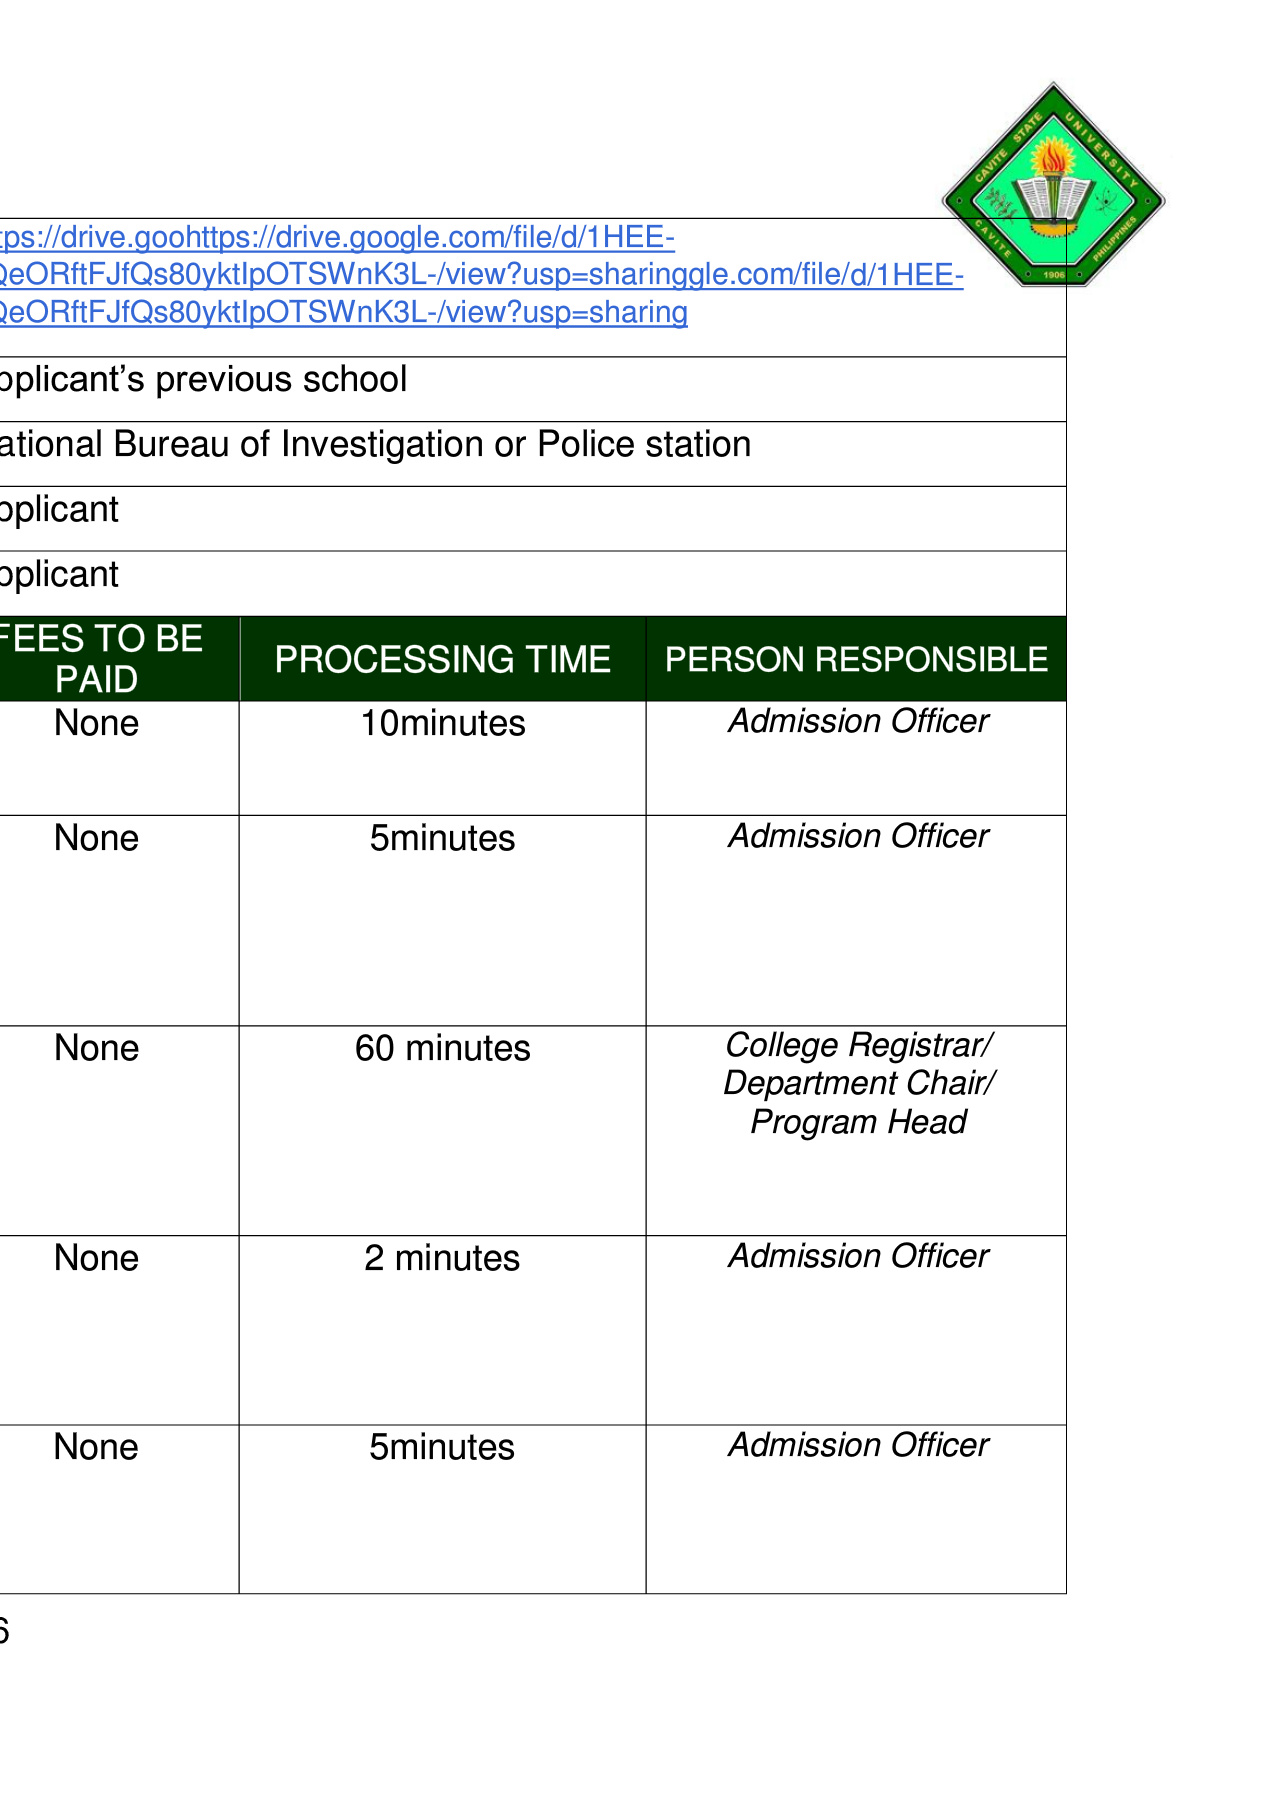 CAVITE STATE UNIVERSITY
CAVITE PHILIPPINES
1906
tps://drive.goohttps://drive.google.com/file/d/1HEE-
QeORftFJfQs80yktIpOTSWnK3L-/view?usp=sharinggle.com/file/d/1HEE-
QeORftFJfQs80yktIpOTSWnK3L-/view?usp=sharing
pplicant’s previous school
ational Bureau of Investigation or Police station
pplicant
pplicant
FEES TO BE
PAID
PROCESSING TIME
PERSON RESPONSIBLE
None
10minutes
Admission Officer
None
5minutes
Admission Officer
None
60 minutes
College Registrar/
Department Chair/
Program Head
None
2 minutes
Admission Officer
None
5minutes
Admission Officer
6